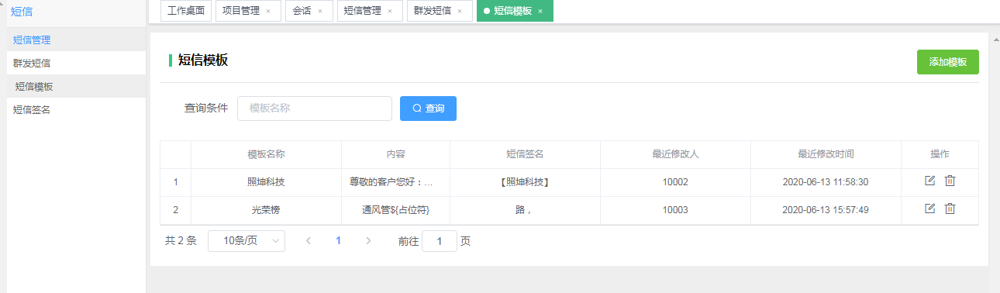 短信
工作桌面 项目管理 × 会话 × 短信管理 × 群发短信 × 短信模板 ×
短信管理
群发短信
短信模板
短信签名
短信模板 添加模板
查询条件 模板名称 查询
模板名称 内容 短信签名 最近修改人 最近修改时间 操作
1 照坤科技 尊敬的客户您好：... 【照坤科技】 10002 2020-06-13 11:58:30
2 光荣榜 通风管${占位符} 路， 10003 2020-06-13 15:57:49
共 2 条 10条/页 1 前往 1 页